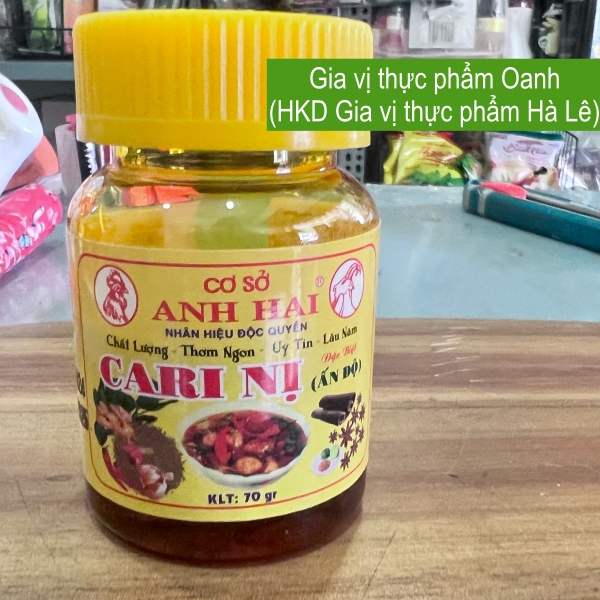 Gia vị thực phẩm Oanh
(HKD Gia vị thực phẩm Hà Lê)
CƠ SỞ
ANH HAI ®
NHÃN HIỆU ĐỘC QUYỀN
Chất Lượng - Thơm Ngon - Uy Tín - Lâu Năm
CARI NỊ
Đặc Biệt
(ẤN DỘ)
KLT: 70 gr